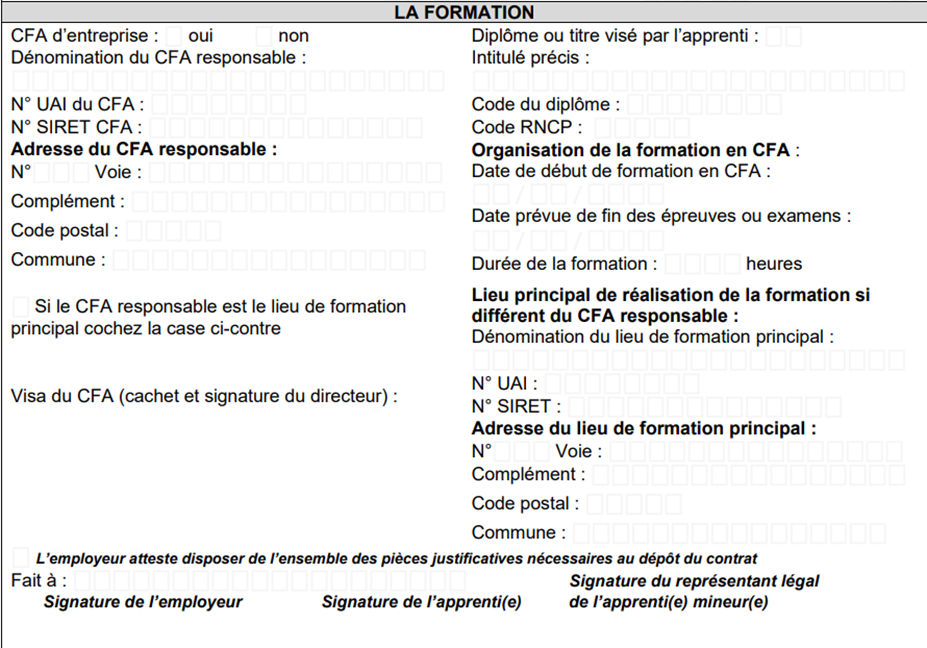 LA FORMATION
CFA d’entreprise : oui non
Dénomination du CFA responsable :
N° UAI du CFA :
N° SIRET CFA :
Adresse du CFA responsable :
N° Voie :
Complément :
Code postal :
Commune :
Si le CFA responsable est le lieu de formation
principal cochez la case ci-contre
Visa du CFA (cachet et signature du directeur) :
Diplôme ou titre visé par l’apprenti :
Intitulé précis :
Code du diplôme :
Code RNCP :
Organisation de la formation en CFA :
Date de début de formation en CFA :
/ /
Date prévue de fin des épreuves ou examens :
/ /
Durée de la formation : heures
Lieu principal de réalisation de la formation si
différent du CFA responsable :
Dénomination du lieu de formation principal :
N° UAI :
N° SIRET :
Adresse du lieu de formation principal :
N° Voie :
Complément :
Code postal :
Commune :
L’employeur atteste disposer de l’ensemble des pièces justificatives nécessaires au dépôt du contrat
Fait à :
Signature de l’employeur
Signature de l’apprenti(e)
Signature du représentant légal
de l’apprenti(e) mineur(e)